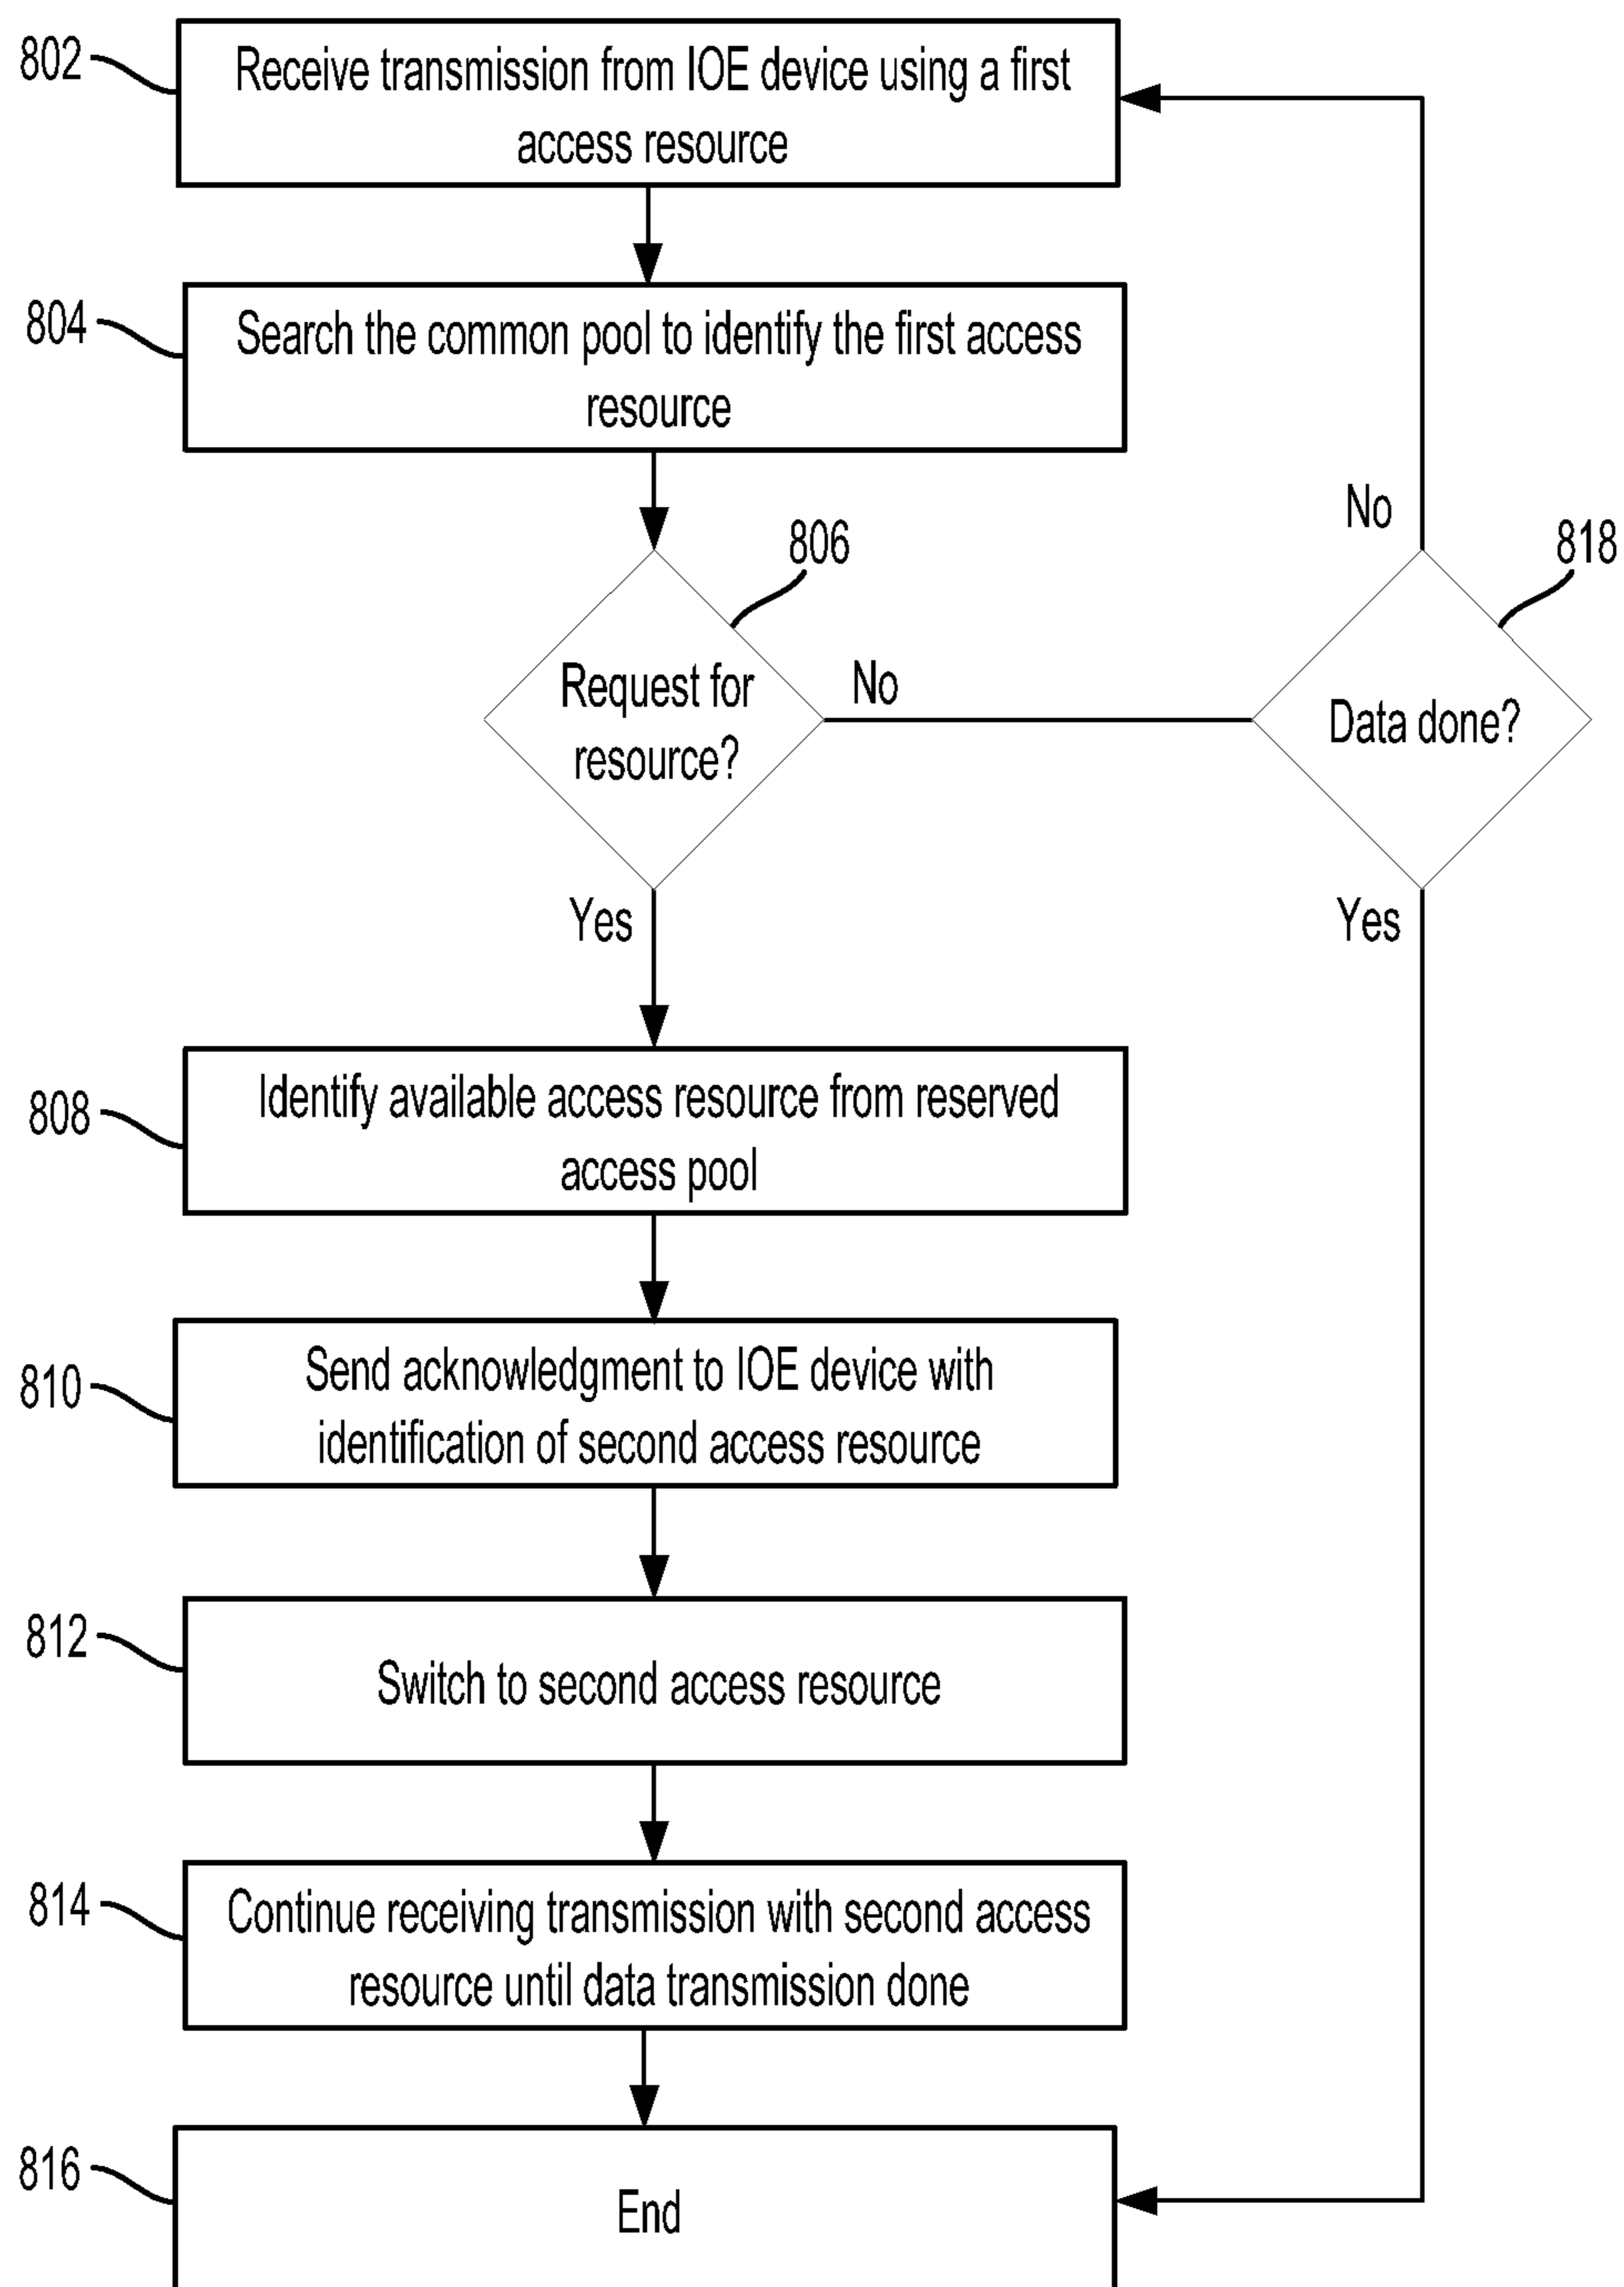 802
Receive transmission from IOE device using a first
access resource
804
Search the common pool to identify the first access
resource
806
Request for
resource?
No
No
818
Data done?
Yes
Yes
808
Identify available access resource from reserved
access pool
810
Send acknowledgment to IOE device with
identification of second access resource
812
Switch to second access resource
814
Continue receiving transmission with second access
resource until data transmission done
816
End